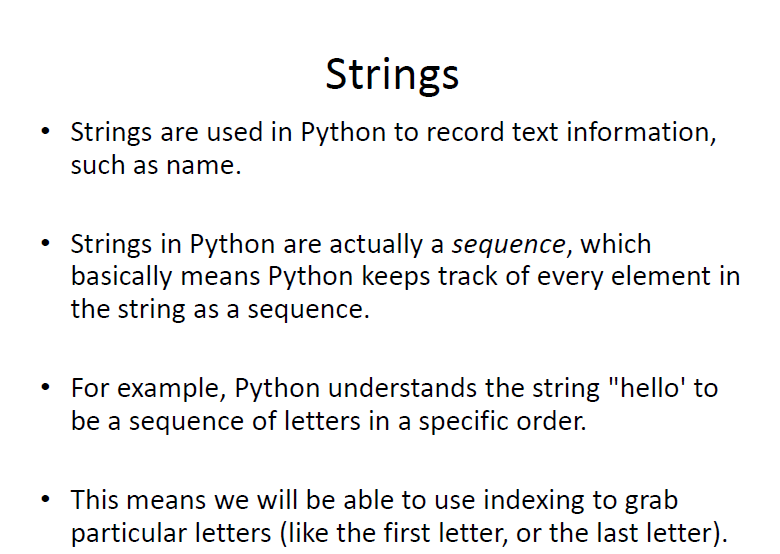 Strings
• Strings are used in Python to record text information,
such as name.
• Strings in Python are actually a sequence, which
basically means Python keeps track of every element in
the string as a sequence.
• For example, Python understands the string "hello' to
be a sequence of letters in a specific order.
• This means we will be able to use indexing to grab
particular letters (like the first letter, or the last letter).